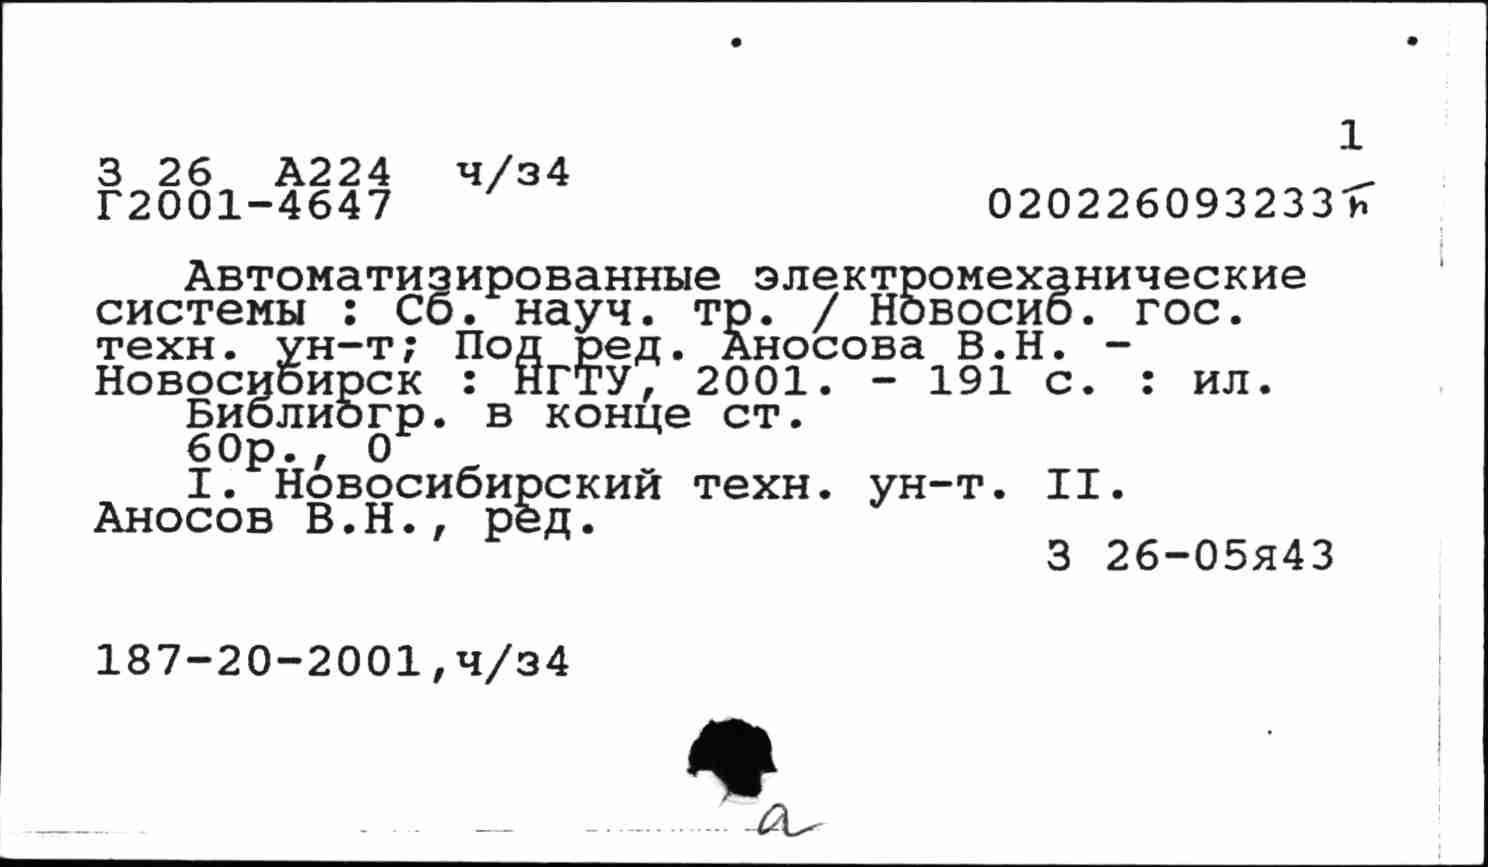 1
З 26 А224 ч/з4
Г2001-4647 020226093233
Автоматизированные электромеханические
системы : Сб. науч. тр. / Новосиб. гос.
техн. ун-т; Под ред. Аносова В.Н. -
Новосибирск : НГТУ, 2001. - 191 с. : ил.
Библиогр. в конце ст.
60р., 0
I. Новосибирский техн. ун-т. II.
Аносов В.Н., ред.
З 26-05я43
187-20-2001,ч/з4
а